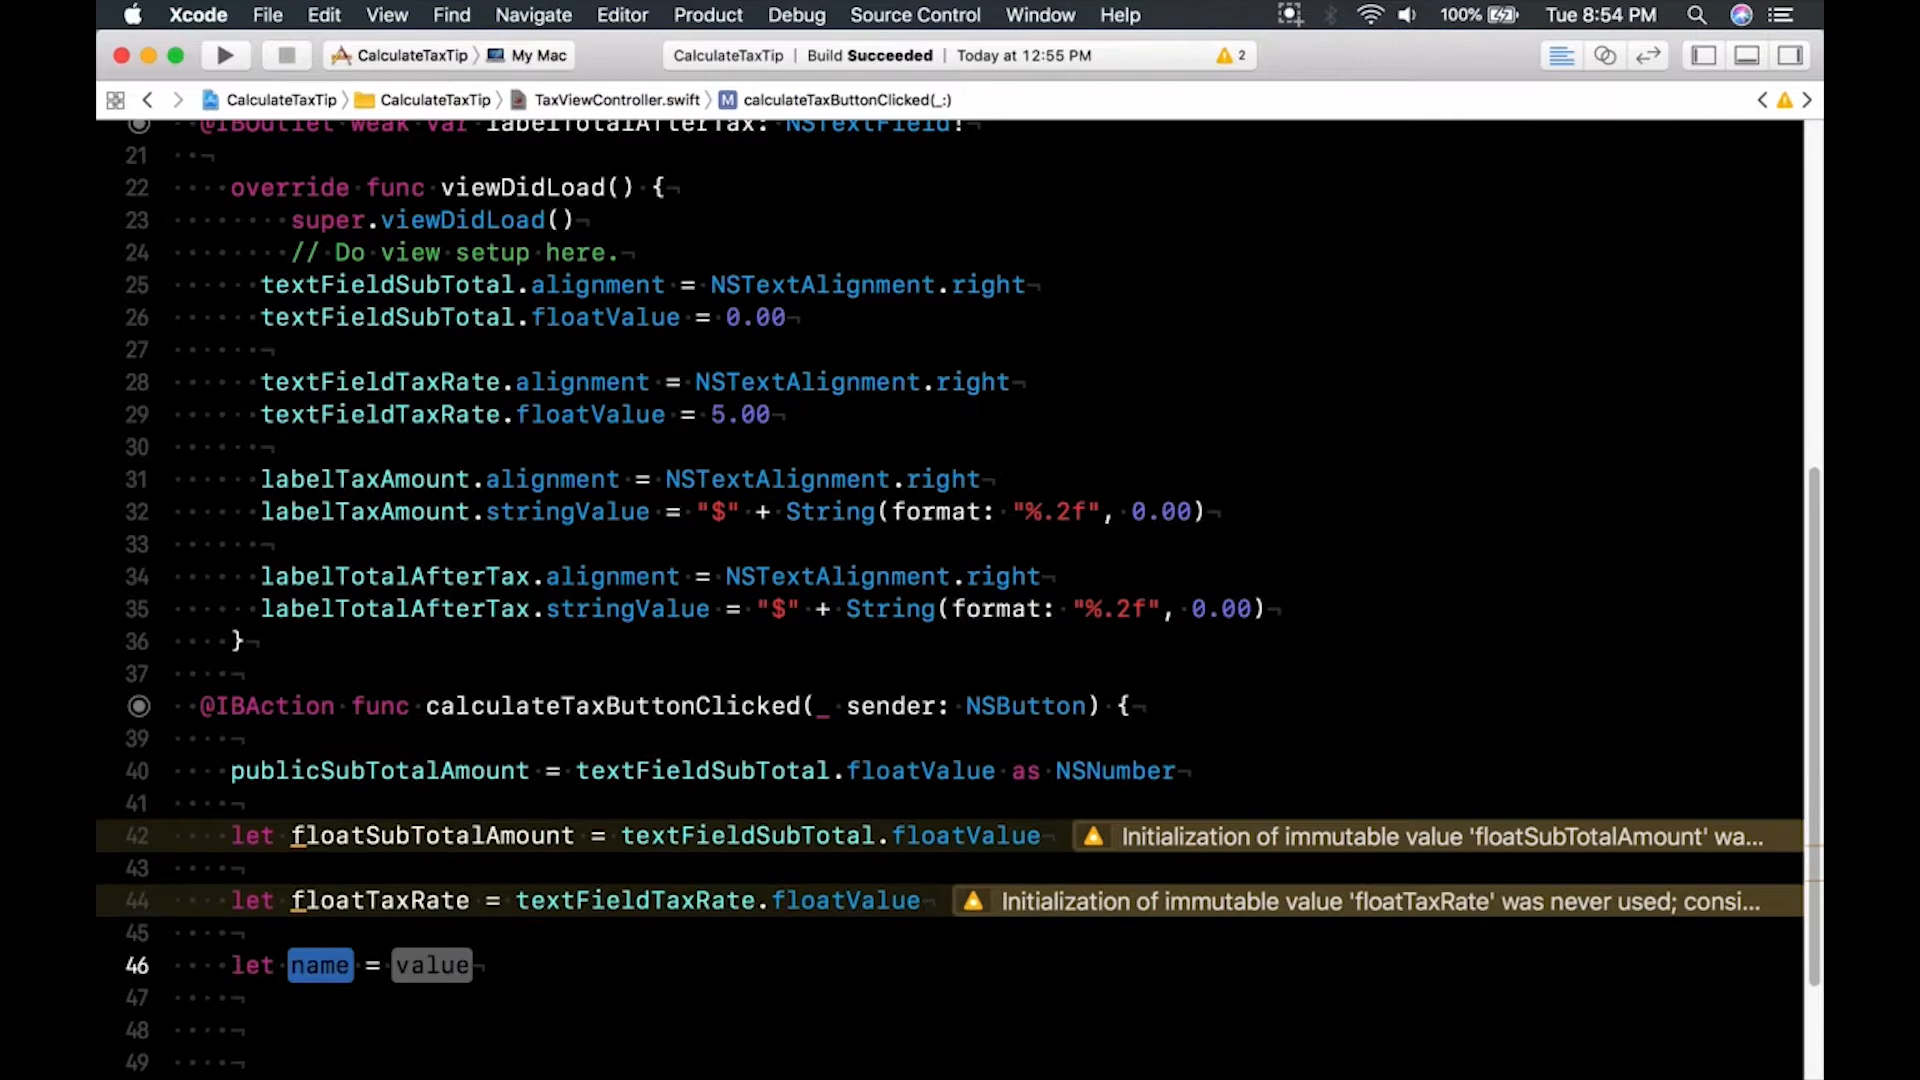 Xcode File Edit View Find Navigate Editor Product Debug Source Control Window Help 100% Tue 8:54 PM
CalculateTaxTip 〉 My Mac CalculateTaxTip | Build Succeeded | Today at 12:55 PM 2
CalculateTaxTip 〉 CalculateTaxTip 〉 TaxViewController.swift 〉 M calculateTaxButtonClicked(_:)
@IBOutlet weak var labelTotalAfterTax: NSTextField!
21
22 override func viewDidLoad() {
23 super.viewDidLoad()
24 // Do view setup here.
25 textFieldSubTotal.alignment = NSTextAlignment.right
26 textFieldSubTotal.floatValue = 0.00
27
28 textFieldTaxRate.alignment = NSTextAlignment.right
29 textFieldTaxRate.floatValue = 5.00
30
31 labelTaxAmount.alignment = NSTextAlignment.right
32 labelTaxAmount.stringValue = "$" + String(format: "%.2f", 0.00)
33
34 labelTotalAfterTax.alignment = NSTextAlignment.right
35 labelTotalAfterTax.stringValue = "$" + String(format: "%.2f", 0.00)
36 }
37
@IBAction func calculateTaxButtonClicked(_ sender: NSButton) {
39
40 publicSubTotalAmount = textFieldSubTotal.floatValue as NSNumber
41
42 let floatSubTotalAmount = textFieldSubTotal.floatValue Initialization of immutable value 'floatSubTotalAmount' wa...
43
44 let floatTaxRate = textFieldTaxRate.floatValue Initialization of immutable value 'floatTaxRate' was never used; consi...
45
46 let name = value
47
48
49